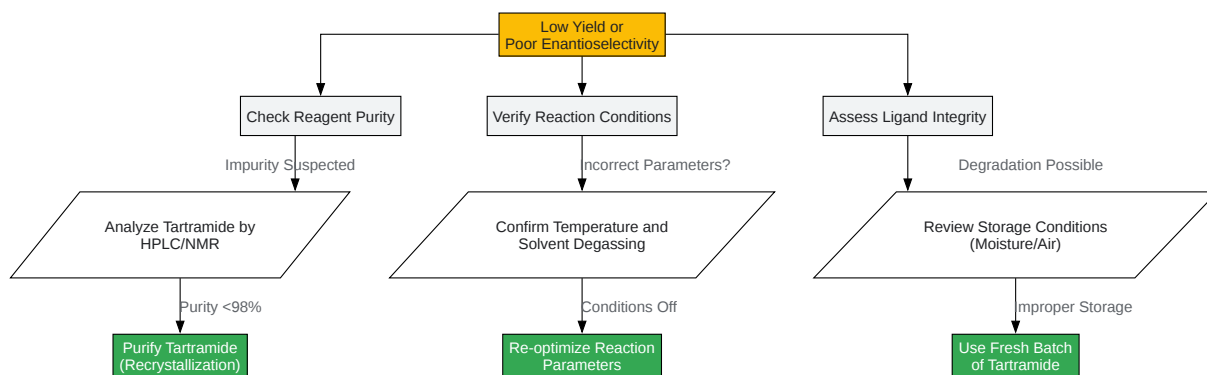 Low Yield or
Poor Enantioselectivity
Check Reagent Purity
Verify Reaction Conditions
Assess Ligand Integrity
Impurity Suspected
Incorrect Parameters?
Degradation Possible
Analyze Tartramide by
HPLC/NMR
Confirm Temperature and
Solvent Degassing
Review Storage Conditions
(Moisture/Air)
Purity <98%
Conditions Off
Improper Storage
Purify Tartramide
(Recrystallization)
Re-optimize Reaction
Parameters
Use Fresh Batch
of Tartramide